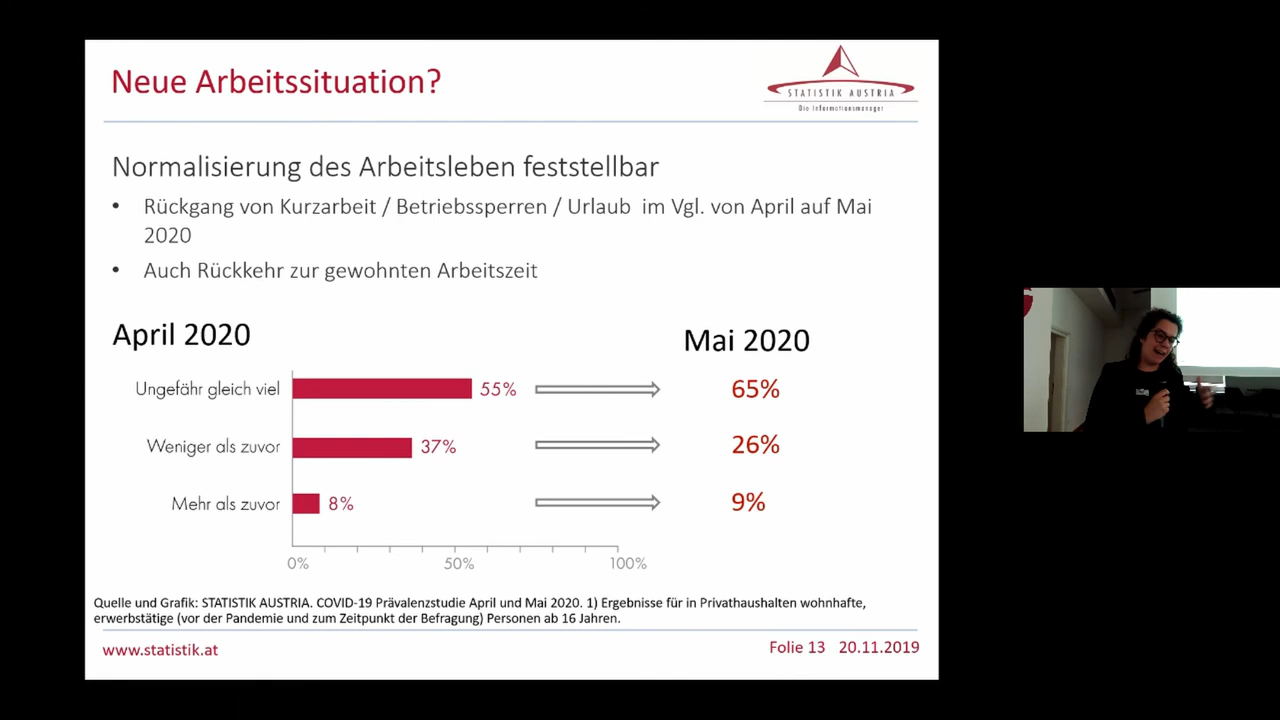 Neue Arbeitssituation?
STATISTIK AUSTRIA
Die Informationsmanager
Normalisierung des Arbeitsleben feststellbar
• Rückgang von Kurzarbeit / Betriebssperren / Urlaub im Vgl. von April auf Mai
2020
• Auch Rückkehr zur gewohnten Arbeitszeit
April 2020
Mai 2020
Ungefähr gleich viel 55% 65%
Weniger als zuvor 37% 26%
Mehr als zuvor 8% 9%
0% 50% 100%
Quelle und Grafik: STATISTIK AUSTRIA. COVID-19 Prävalenzstudie April und Mai 2020. 1) Ergebnisse für in Privathaushalten wohnhafte,
erwerbstätige (vor der Pandemie und zum Zeitpunkt der Befragung) Personen ab 16 Jahren.
www.statistik.at
Folie 13 20.11.2019